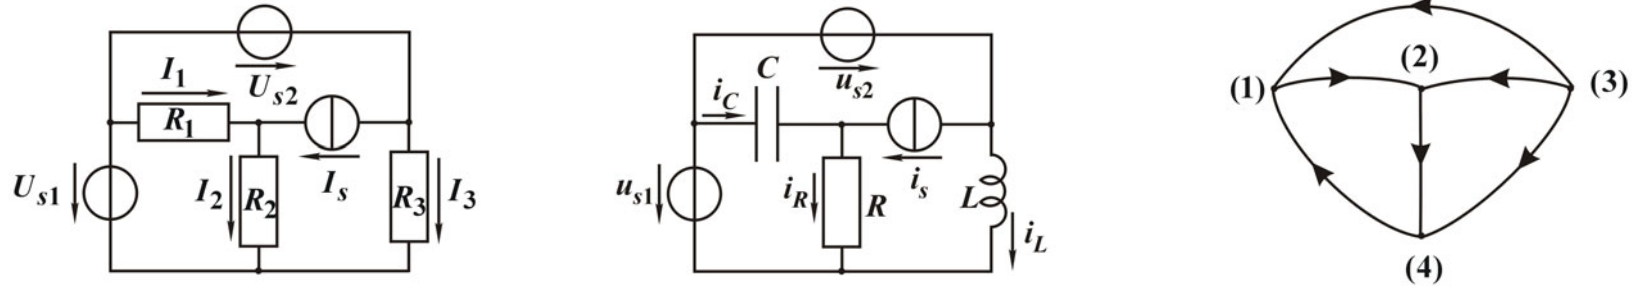 I1
Us2
R1
Us1
I2
R2
Is
R3
I3
C
iC
us2
us1
iR
R
is
L
iL
(1)
(2)
(3)
(4)